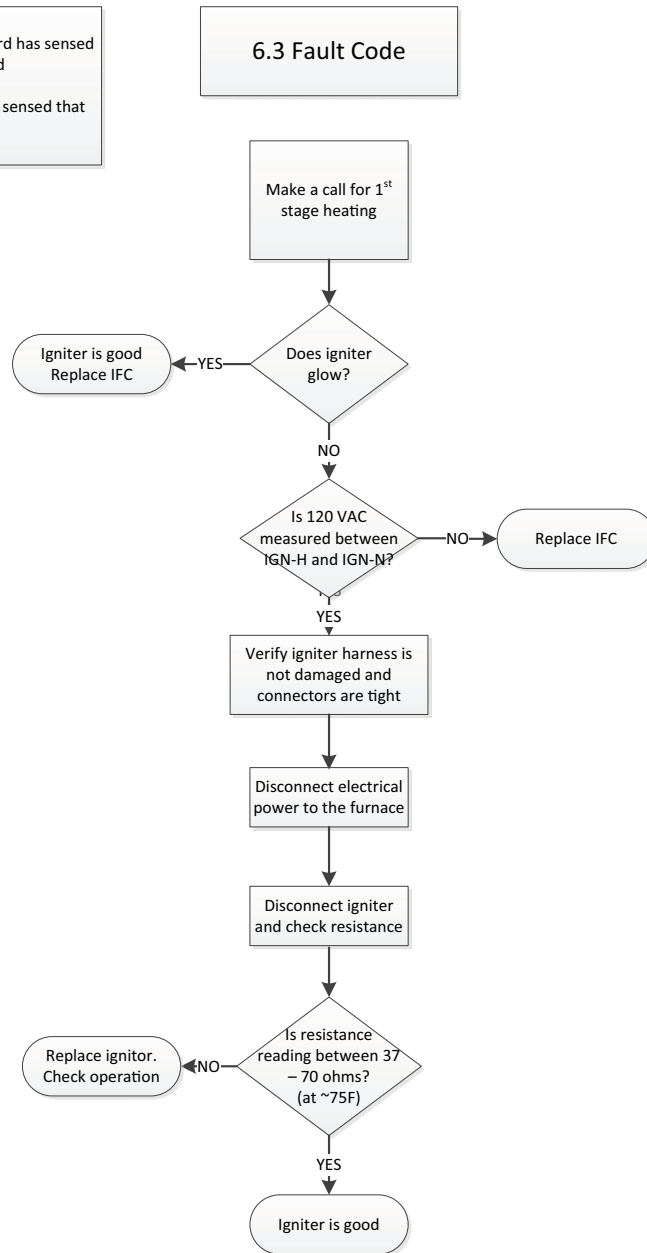 rd has sensed
d
sensed that
6.3 Fault Code
Make a call for 1st
stage heating
Does igniter
glow?
YES
Igniter is good
Replace IFC
NO
Is 120 VAC
measured between
IGN-H and IGN-N?
NO
Replace IFC
YES
Verify igniter harness is
not damaged and
connectors are tight
Disconnect electrical
power to the furnace
Disconnect igniter
and check resistance
Is resistance
reading between 37
– 70 ohms?
(at ~75F)
NO
Replace ignitor.
Check operation
YES
Igniter is good